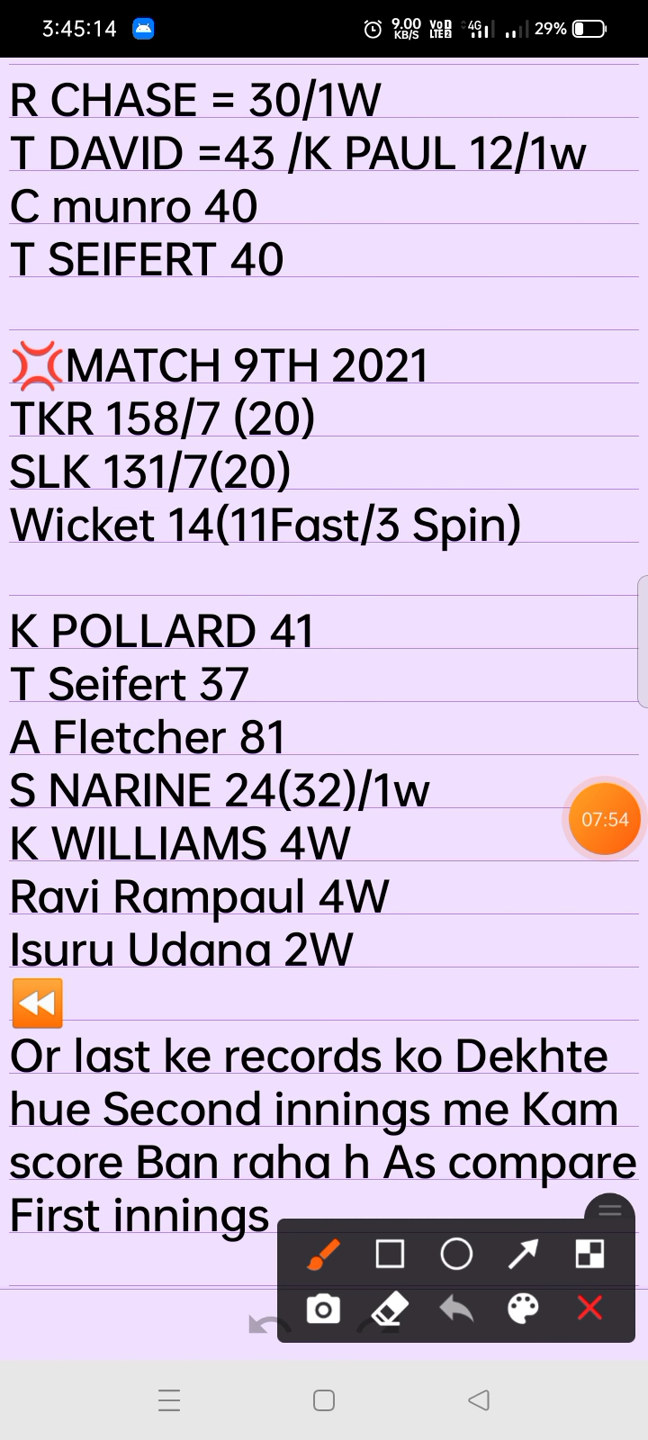 3:45:14 9.00 KB/S VoD LTE2 4G 29%
R CHASE = 30/1W
T DAVID =43 /K PAUL 12/1w
C munro 40
T SEIFERT 40
💢MATCH 9TH 2021
TKR 158/7 (20)
SLK 131/7(20)
Wicket 14(11Fast/3 Spin)
K POLLARD 41
T Seifert 37
A Fletcher 81
S NARINE 24(32)/1w
07:54
K WILLIAMS 4W
Ravi Rampaul 4W
Isuru Udana 2W
⏪
Or last ke records ko Dekhte
hue Second innings me Kam
score Ban raha h As compare
First innings